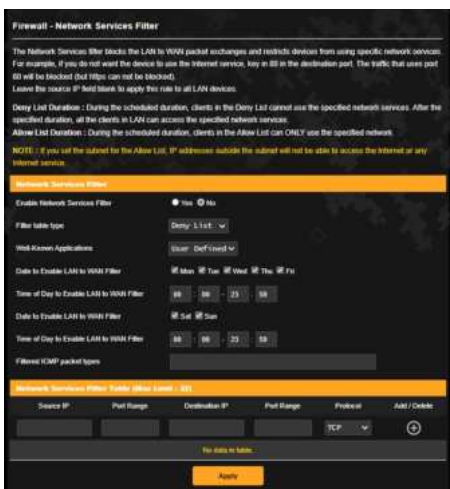 Firewall - Network Services Filter
The Network Services filter blocks the LAN to WAN packet exchanges and restricts devices from using specific network services.
For example, if you do not want the device to use the Internet service, key in 80 in the destination port. The traffic that uses port
80 will be blocked (but https can not be blocked).
Leave the source IP field blank to apply this rule to all LAN devices.
Deny List Duration : During the scheduled duration, clients in the Deny List cannot use the specified network services. After the
specified duration, all the clients in LAN can access the specified network services.
Allow List Duration : During the scheduled duration, clients in the Allow List can ONLY use the specified network
NOTE : If you set the subnet for the Allow List, IP addresses outside the subnet will not be able to access the Internet or any
Internet service.
Network Services Filter
Enable Network Services Filter Yes No
Filter table type Deny List
Well-Known Applications User Defined
Date to Enable LAN to WAN Filter Mon Tue Wed Thu Fri
Time of Day to Enable LAN to WAN Filter 00 : 00 - 23 : 59
Date to Enable LAN to WAN Filter Sat Sun
Time of Day to Enable LAN to WAN Filter 00 : 00 - 23 : 59
Filtered ICMP packet types
Network Services Filter Table (Max Limit : 32)
Source IP Port Range Destination IP Port Range Protocol Add / Delete
TCP
No data in table.
Apply